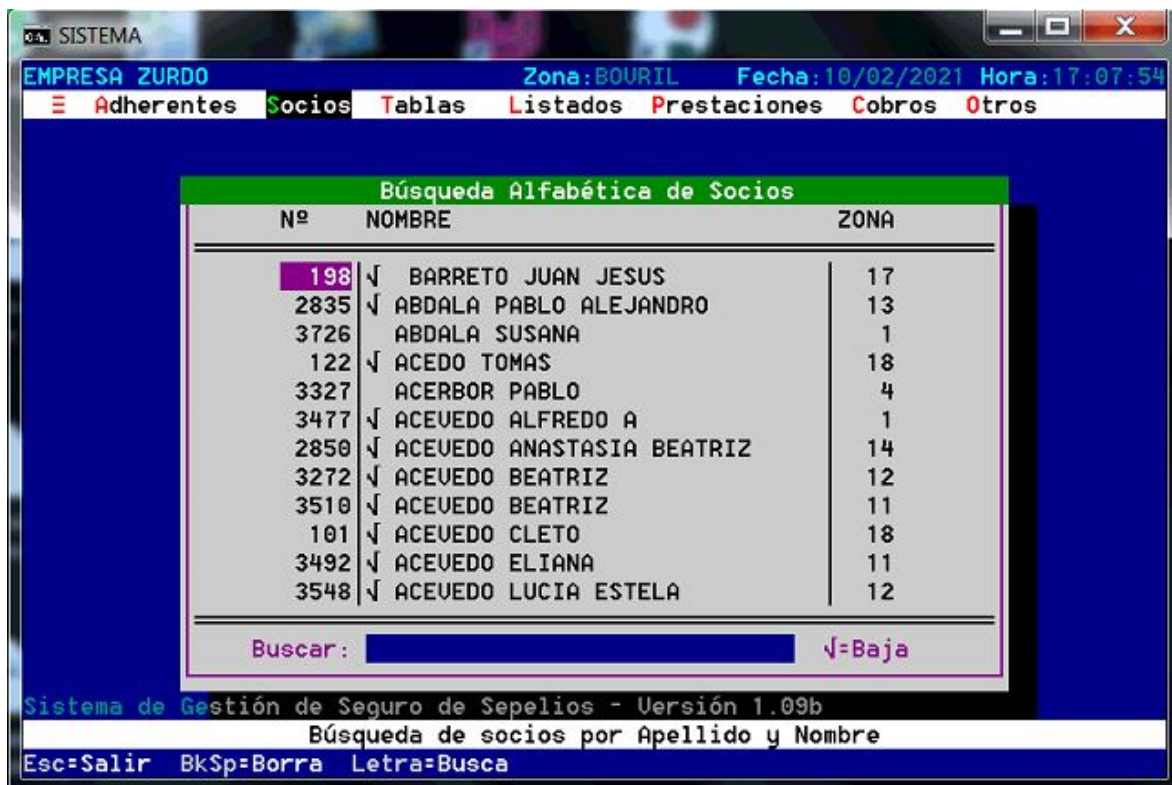 SISTEMA
EMPRESA ZURDO Zona:BOVRIL Fecha:10/02/2021 Hora:17:07:54
≡ Adherentes Socios Tablas Listados Prestaciones Cobros Otros
Búsqueda Alfabética de Socios
Nº NOMBRE ZONA
198 √ BARRETO JUAN JESUS 17
2835 √ ABDALA PABLO ALEJANDRO 13
3726 ABDALA SUSANA 1
122 √ ACEDO TOMAS 18
3327 ACERBOR PABLO 4
3477 √ ACEVEDO ALFREDO A 1
2850 √ ACEVEDO ANASTASIA BEATRIZ 14
3272 √ ACEVEDO BEATRIZ 12
3510 √ ACEVEDO BEATRIZ 11
101 √ ACEVEDO CLETO 18
3492 √ ACEVEDO ELIANA 11
3548 √ ACEVEDO LUCIA ESTELA 12
Buscar: √=Baja
Sistema de Gestión de Seguro de Sepelios - Versión 1.09b
Búsqueda de socios por Apellido y Nombre
Esc=Salir BkSp=Borra Letra=Busca